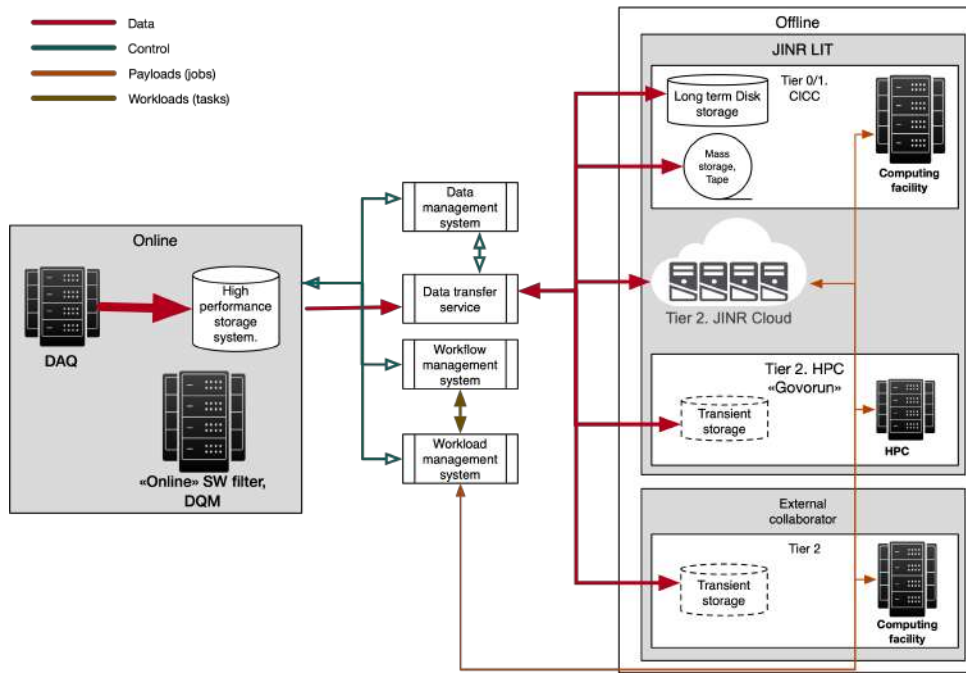 Data
Control
Payloads (jobs)
Workloads (tasks)
Online
DAQ
High
performance
storage
system.
«Online» SW filter,
DQM
Data
management
system
Data transfer
service
Workflow
management
system
Workload
management
system
Offline
JINR LIT
Tier 0/1.
CICC
Long term Disk
storage
Mass
storage,
Tape
Computing
facility
Tier 2. JINR Cloud
Tier 2. HPC
«Govorun»
Transient
storage
HPC
External
collaborator
Tier 2
Transient
storage
Computing
facility